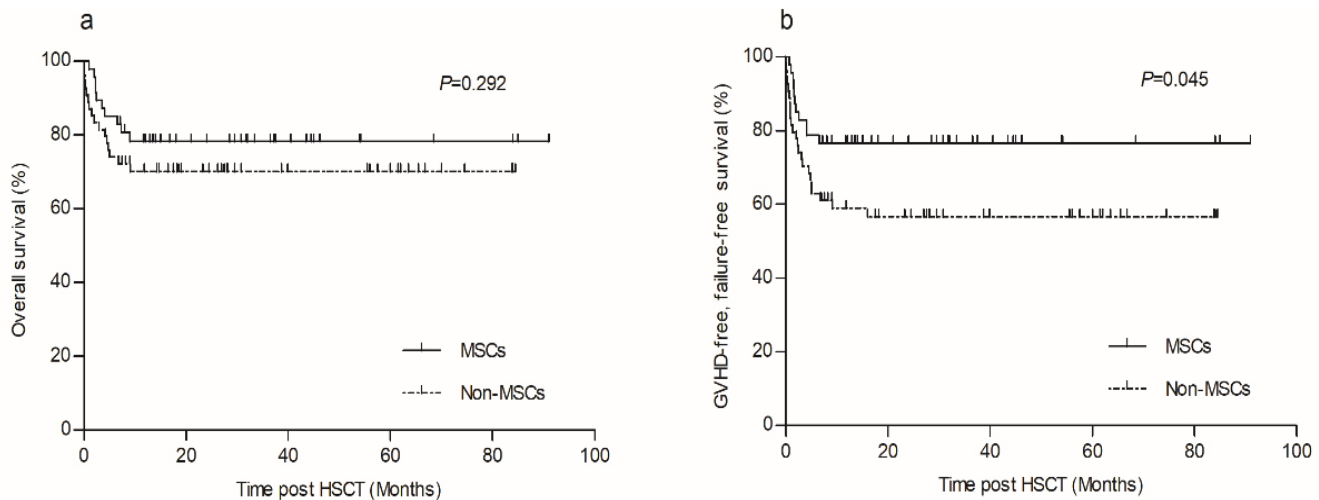 a
Overall survival (%)
100
80
60
40
20
0
P=0.292
MSCs
Non-MSCs
0 20 40 60 80 100
Time post HSCT (Months)
b
GVHD-free, failure-free survival (%)
100
80
60
40
20
0
P=0.045
MSCs
Non-MSCs
0 20 40 60 80 100
Time post HSCT (Months)